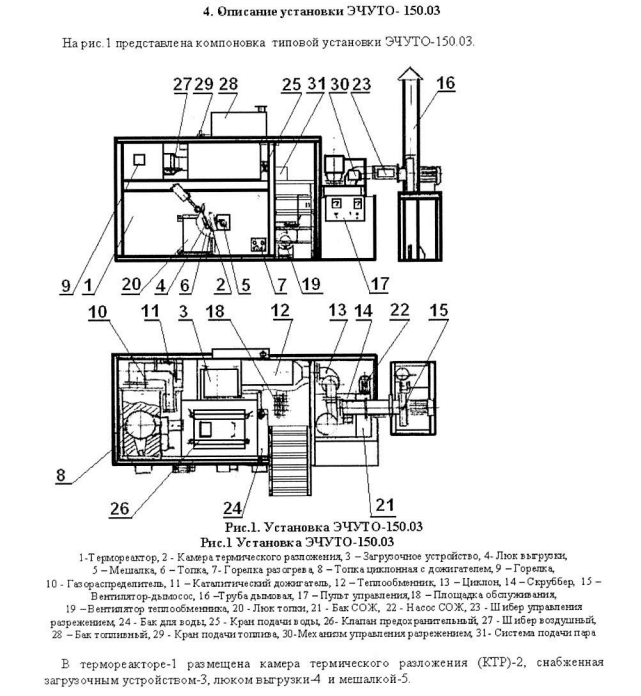 4. Описание установки ЭЧУТО- 150.03
На рис.1 представлена компоновка типовой установки ЭЧУТО-150.03.
27 29 28 25 31 30 23 16
9 1 20 4 6 2 5 7 19 17
10 11 3 18 12 13 14 22 15
8
26 24 21
Рис.1. Установка ЭЧУТО-150.03
Рис.1 Установка ЭЧУТО-150.03
1-Термореактор, 2 - Камера термического разложения, 3 – Загрузочное устройство, 4- Люк выгрузки,
5 – Мешалка, 6 – Топка, 7- Горелка разогрева, 8 – Топка циклонная с дожигателем, 9 – Горелка,
10 - Газораспределитель, 11 – Каталитический дожигатель, 12 – Теплообменник, 13 – Циклон, 14 – Скруббер, 15 –
Вентилятор-дымосос, 16 –Труба дымовая, 17 – Пульт управления,18 – Площадка обслуживания,
19 –Вентилятор теплообменника, 20 - Люк топки, 21 - Бак СОЖ, 22 - Насос СОЖ, 23 - Шибер управления
разрежением, 24 - Бак для воды, 25 - Кран подачи воды, 26- Клапан предохранительный, 27 - Шибер воздушный,
28 – Бак топливный, 29 - Кран подачи топлива, 30-Механизм управления разрежением, 31- Система подачи пара
В термореакторе-1 размещена камера термического разложения (КТР)-2, снабженная
загрузочным устройством-3, люком выгрузки-4 и мешалкой-5.